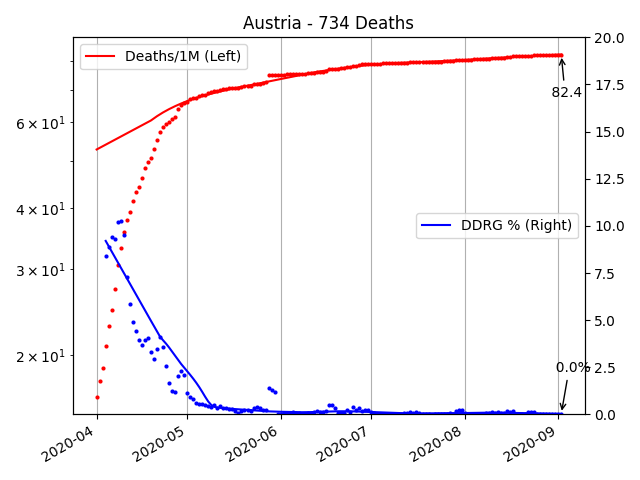 Austria - 734 Deaths
Deaths/1M (Left)
DDRG % (Right)
82.4
0.0%
6 × 10¹
4 × 10¹
3 × 10¹
2 × 10¹
20.0
17.5
15.0
12.5
10.0
7.5
5.0
2.5
0.0
2020-04
2020-05
2020-06
2020-07
2020-08
2020-09